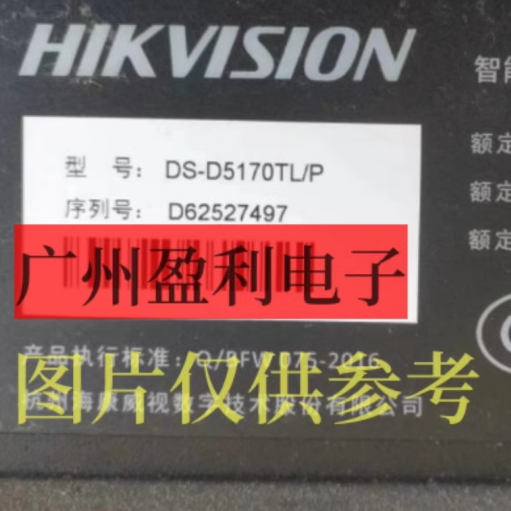 HIKVISION
智能
型 号: DS-D5170TL/P
额定
序列号: D62527497
额定
额定
广州盈利电子
产品执行标准: Q/BFW 075-2016
图片仅供参考
杭州海康威视数字技术股份有限公司